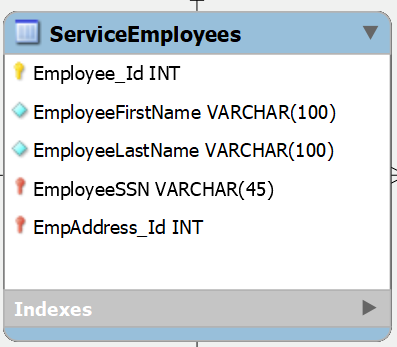 ServiceEmployees
Employee_Id INT
EmployeeFirstName VARCHAR(100)
EmployeeLastName VARCHAR(100)
EmployeeSSN VARCHAR(45)
EmpAddress_Id INT
Indexes